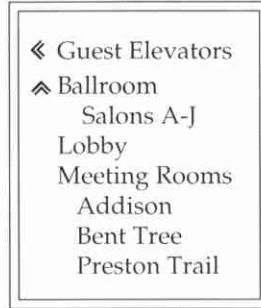 Guest Elevators
Ballroom
Salons A-J
Lobby
Meeting Rooms
Addison
Bent Tree
Preston Trail